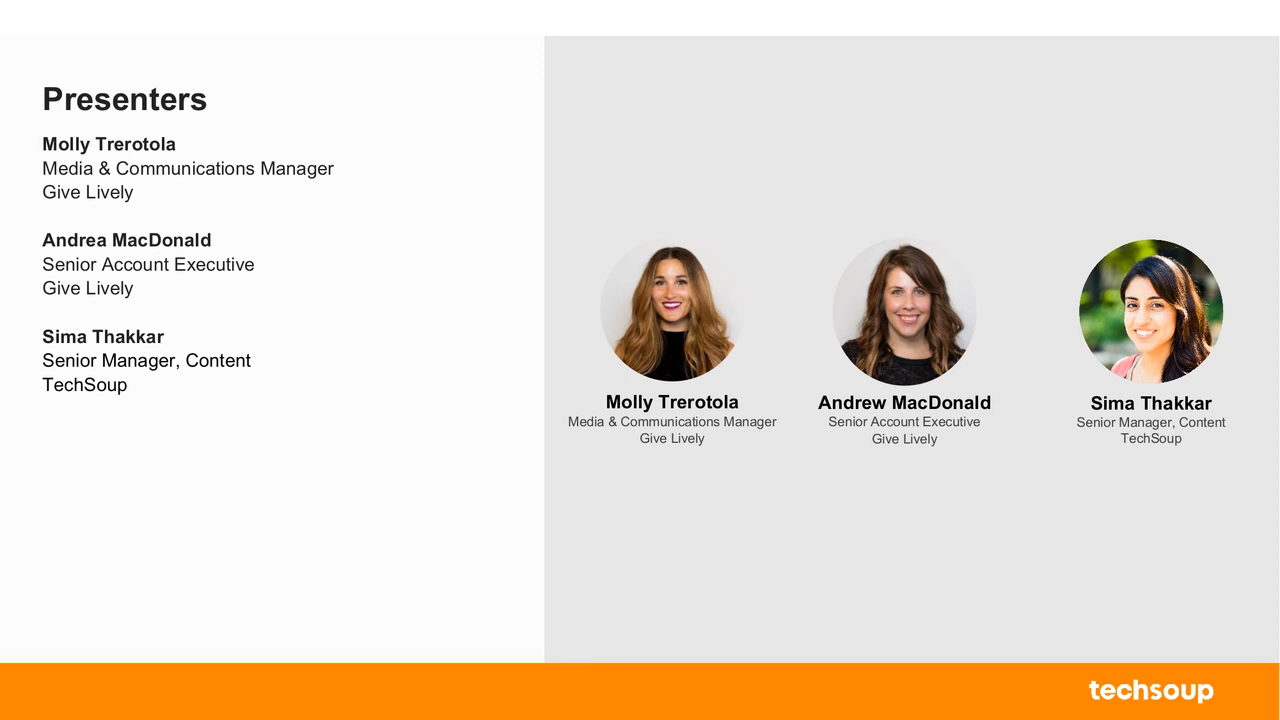 Presenters
Molly Trerotola
Media & Communications Manager
Give Lively
Andrea MacDonald
Senior Account Executive
Give Lively
Sima Thakkar
Senior Manager, Content
TechSoup
Molly Trerotola
Media & Communications Manager
Give Lively
Andrew MacDonald
Senior Account Executive
Give Lively
Sima Thakkar
Senior Manager, Content
TechSoup
techsoup